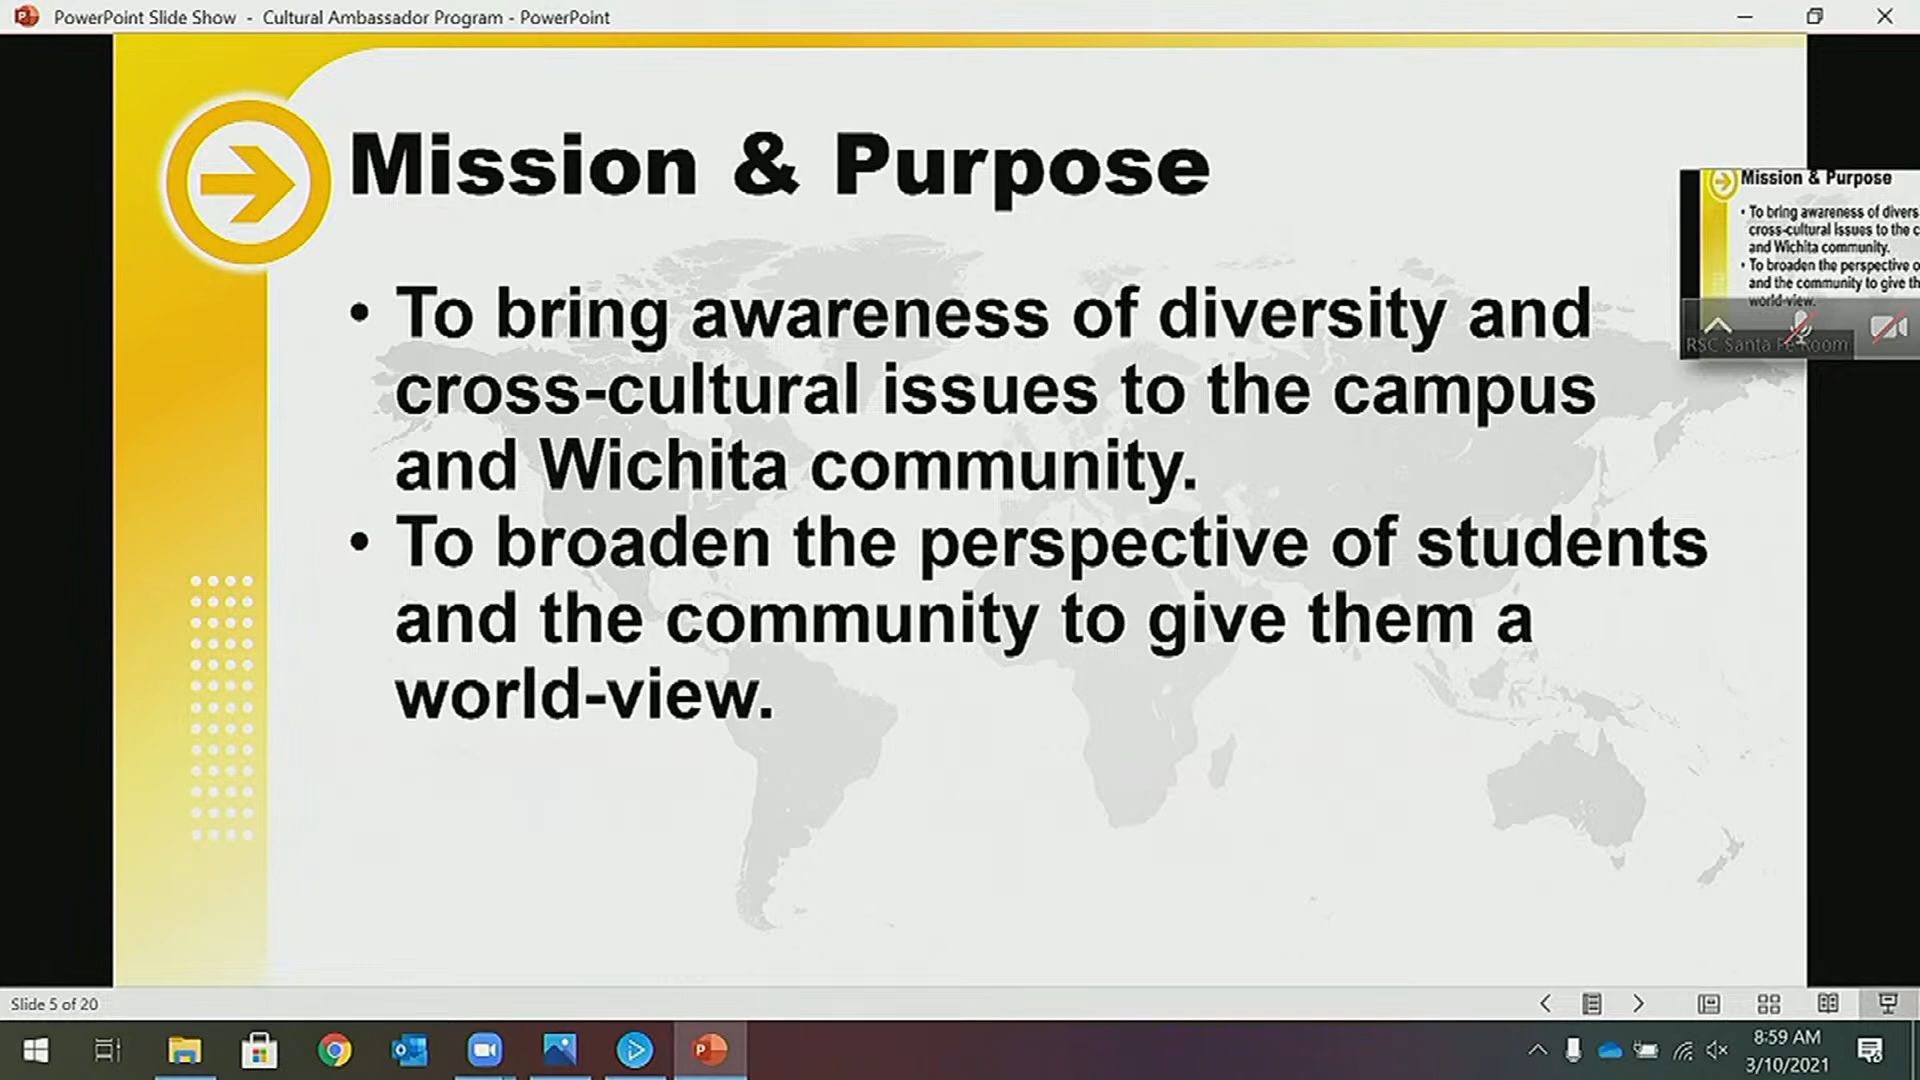 PowerPoint Slide Show - Cultural Ambassador Program - PowerPoint
Mission & Purpose
• To bring awareness of diversity and
cross-cultural issues to the campus
and Wichita community.
• To broaden the perspective of students
and the community to give them a
world-view.
Mission & Purpose
• To bring awareness of divers
cross-cultural issues to the c
and Wichita community.
• To broaden the perspective o
and the community to give th
world-view.
RSC Santa Fe Room
Slide 5 of 20
8:59 AM
3/10/2021